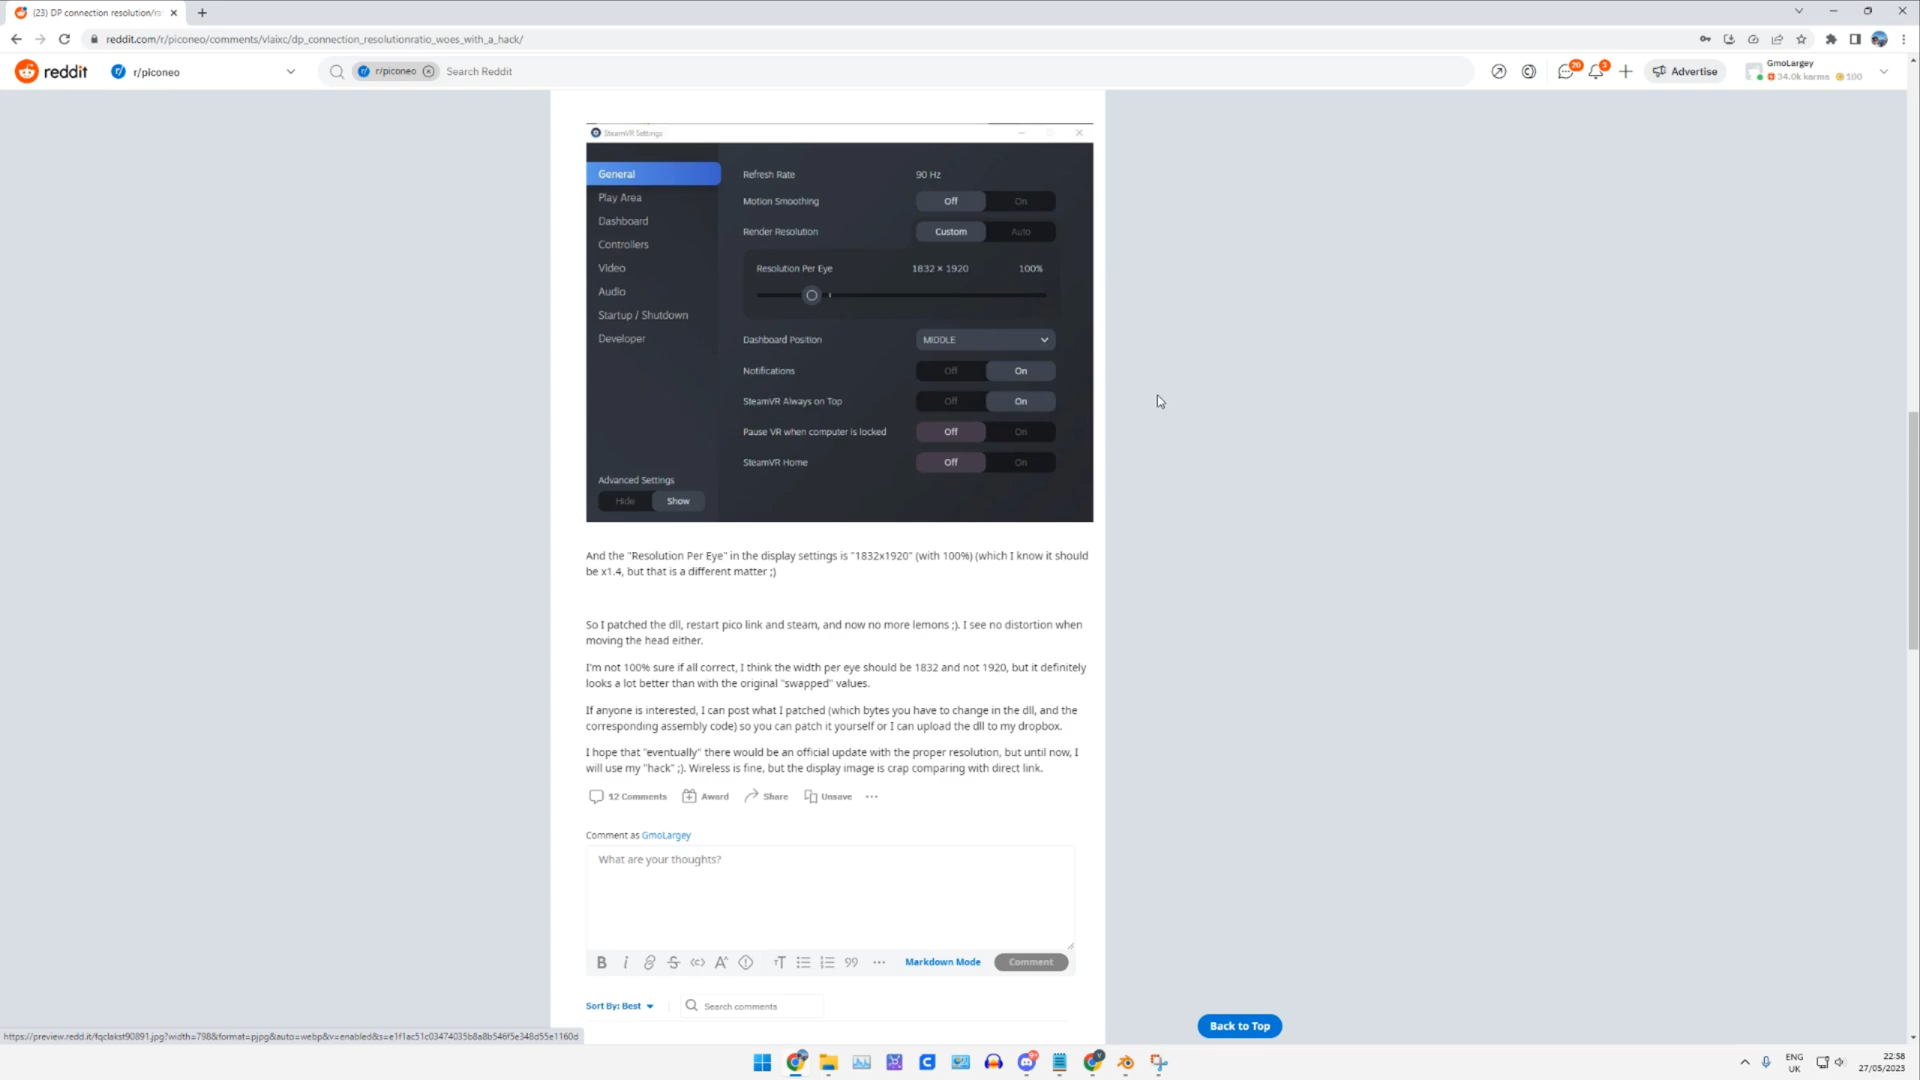 (23) DP connection resolution/ra
reddit.com/r/piconeo/comments/vlaixc/dp_connection_resolutionratio_woes_with_a_hack/
reddit
r/piconeo
r/piconeo
Search Reddit
20
3
Advertise
GmoLargey
34.0k karma
100
SteamVR Settings
General
Play Area
Dashboard
Controllers
Video
Audio
Startup / Shutdown
Developer
Advanced Settings
Hide
Show
Refresh Rate
90 Hz
Motion Smoothing
Off
On
Render Resolution
Custom
Auto
Resolution Per Eye
1832 × 1920
100%
Dashboard Position
MIDDLE
Notifications
Off
On
SteamVR Always on Top
Off
On
Pause VR when computer is locked
Off
On
SteamVR Home
Off
On
And the "Resolution Per Eye" in the display settings is "1832x1920" (with 100%) (which I know it should
be x1.4, but that is a different matter ;)
So I patched the dll, restart pico link and steam, and now no more lemons ;). I see no distortion when
moving the head either.
I'm not 100% sure if all correct, I think the width per eye should be 1832 and not 1920, but it definitely
looks a lot better than with the original "swapped" values.
If anyone is interested, I can post what I patched (which bytes you have to change in the dll, and the
corresponding assembly code) so you can patch it yourself or I can upload the dll to my dropbox.
I hope that "eventually" there would be an official update with the proper resolution, but until now, I
will use my "hack" ;). Wireless is fine, but the display image is crap comparing with direct link.
12 Comments
Award
Share
Unsave
Comment as GmoLargey
What are your thoughts?
Markdown Mode
Comment
Sort By: Best
Search comments
Back to Top
ENG
UK
22:58
27/05/2023